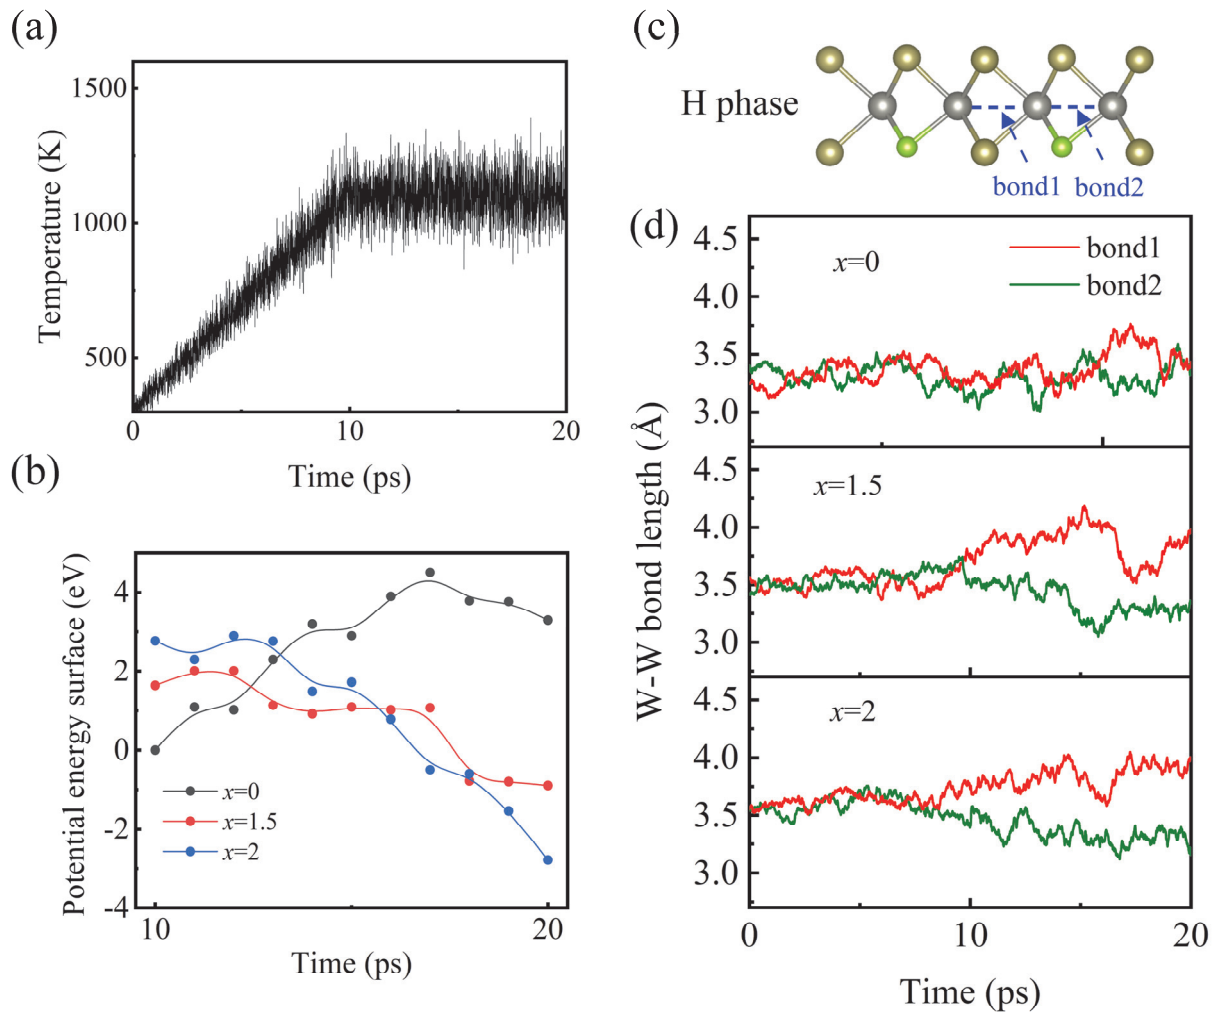 (a)
1500
1000
500
Temperature (K)
0
10
20
Time (ps)
(b)
4
2
0
-2
-4
Potential energy surface (eV)
x=0
x=1.5
x=2
10
20
Time (ps)
(c)
H phase
bond1
bond2
(d)
4.5
4.0
3.5
3.0
x=0
bond1
bond2
4.5
4.0
3.5
3.0
x=1.5
4.5
4.0
3.5
3.0
x=2
W-W bond length (Å)
0
10
20
Time (ps)